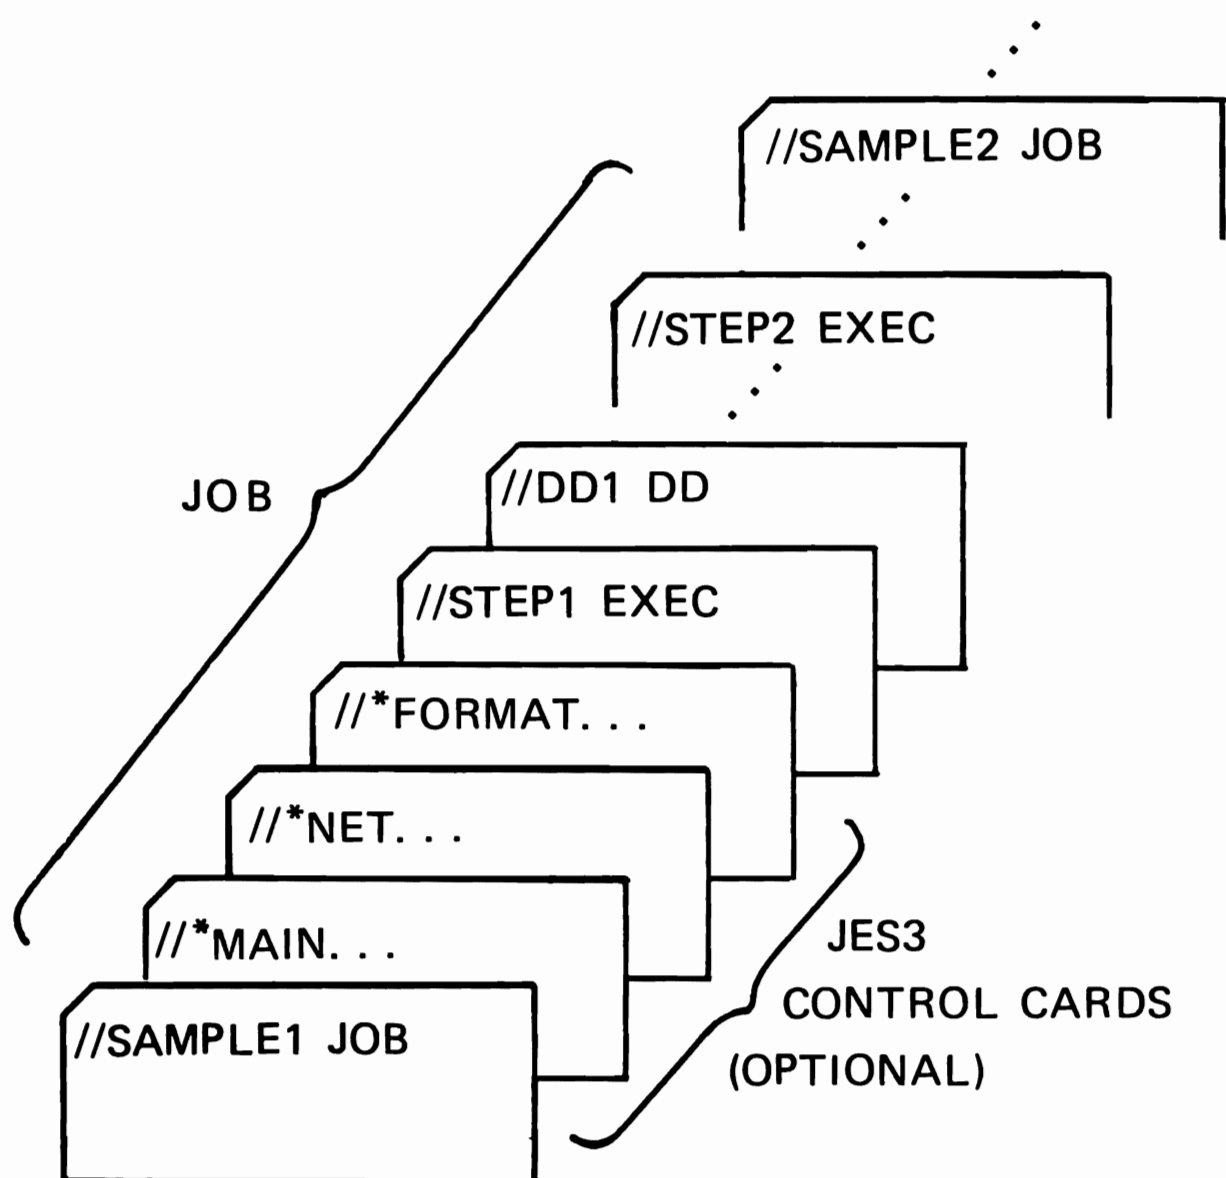 //SAMPLE2 JOB
//STEP2 EXEC
//DD1 DD
JOB
//STEP1 EXEC
//*FORMAT. . .
//*NET. . .
//*MAIN. . .
//SAMPLE1 JOB
JES3
CONTROL CARDS
(OPTIONAL)